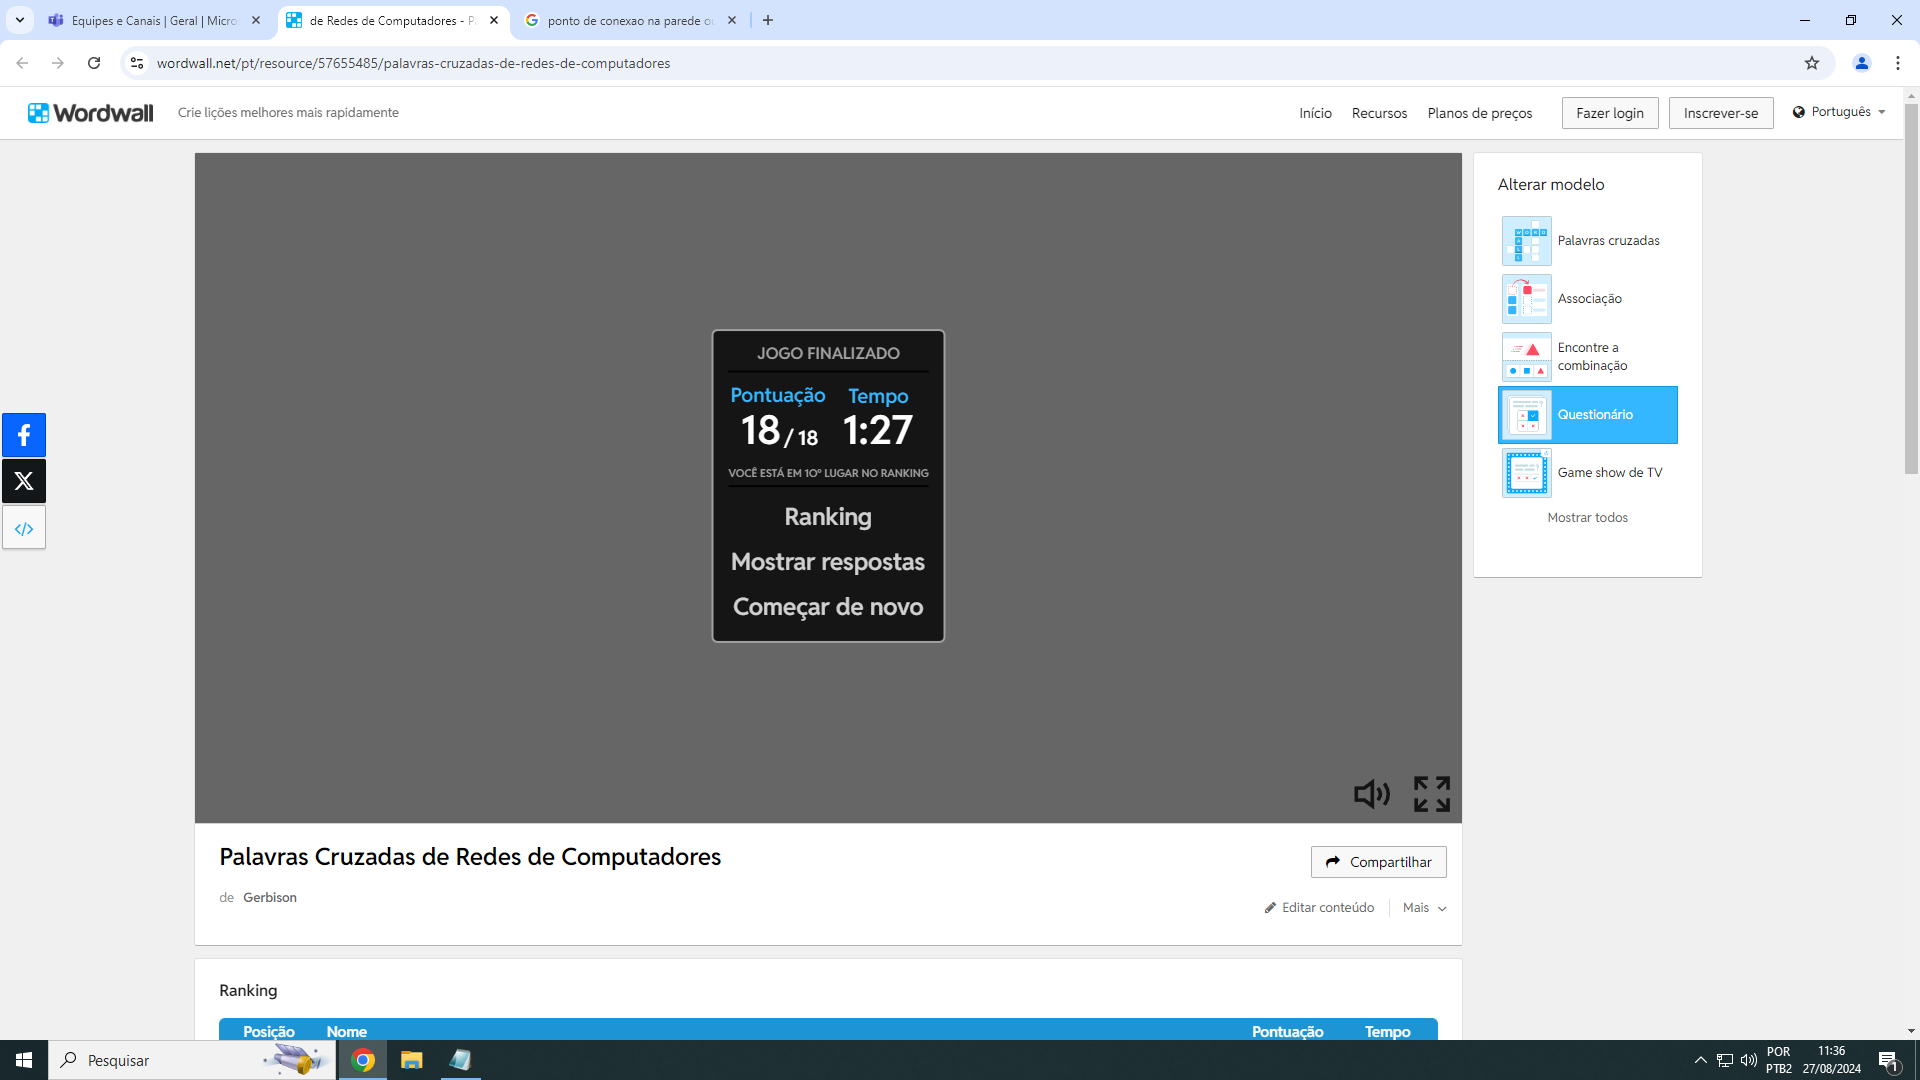 Equipes e Canais | Geral | Micro
de Redes de Computadores - P
ponto de conexao na parede o
wordwall.net/pt/resource/57655485/palavras-cruzadas-de-redes-de-computadores
Wordwall
Crie lições melhores mais rapidamente
Início
Recursos
Planos de preços
Fazer login
Inscrever-se
Português
JOGO FINALIZADO
Pontuação Tempo
18 / 18 1:27
VOCÊ ESTÁ EM 10º LUGAR NO RANKING
Ranking
Mostrar respostas
Começar de novo
Alterar modelo
Palavras cruzadas
Associação
Encontre a
combinação
Questionário
Game show de TV
Mostrar todos
Palavras Cruzadas de Redes de Computadores
Compartilhar
de Gerbison
Editar conteúdo
Mais
Ranking
Posição Nome Pontuação Tempo
Pesquisar
POR
PTB2
11:36
27/08/2024
1